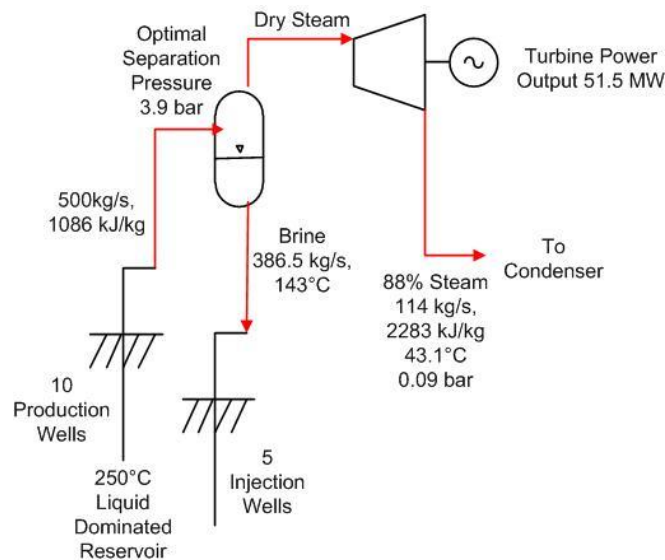 Dry Steam
Optimal
Separation
Pressure
3.9 bar
Turbine Power
Output 51.5 MW
500kg/s,
1086 kJ/kg
Brine
386.5 kg/s,
143°C
To
Condenser
88% Steam
114 kg/s,
2283 kJ/kg
43.1°C
0.09 bar
10
Production
Wells
5
Injection
Wells
250°C
Liquid
Dominated
Reservoir